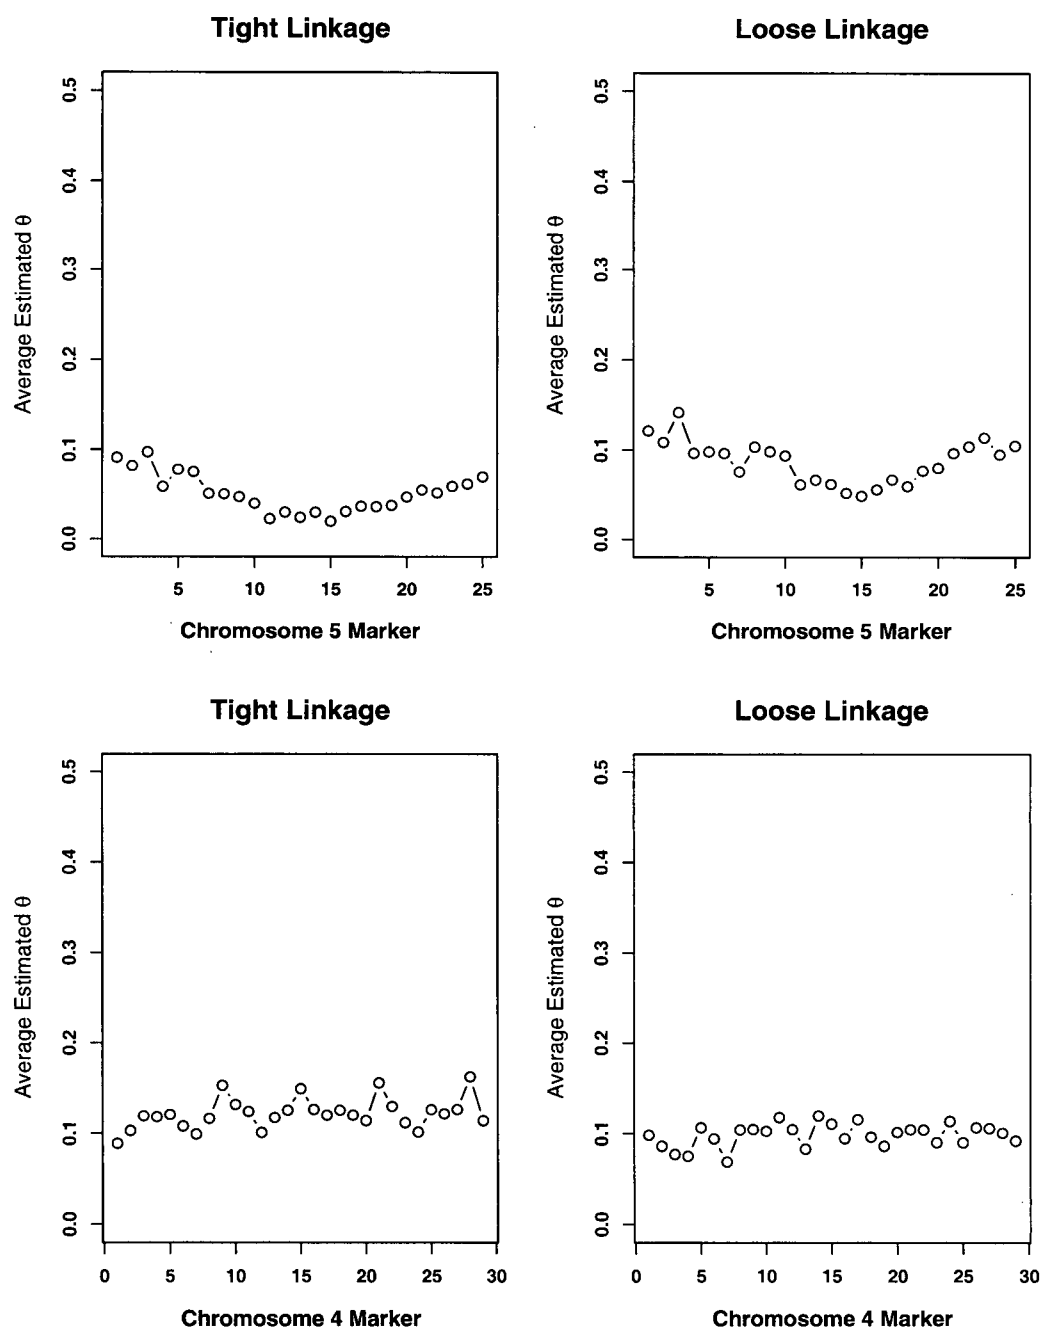 Tight Linkage
Average Estimated θ
0.5
0.4
0.3
0.2
0.1
0.0
5 10 15 20 25
Chromosome 5 Marker
Loose Linkage
Average Estimated θ
0.5
0.4
0.3
0.2
0.1
0.0
5 10 15 20 25
Chromosome 5 Marker
Tight Linkage
Average Estimated θ
0.5
0.4
0.3
0.2
0.1
0.0
0 5 10 15 20 25 30
Chromosome 4 Marker
Loose Linkage
Average Estimated θ
0.5
0.4
0.3
0.2
0.1
0.0
0 5 10 15 20 25 30
Chromosome 4 Marker